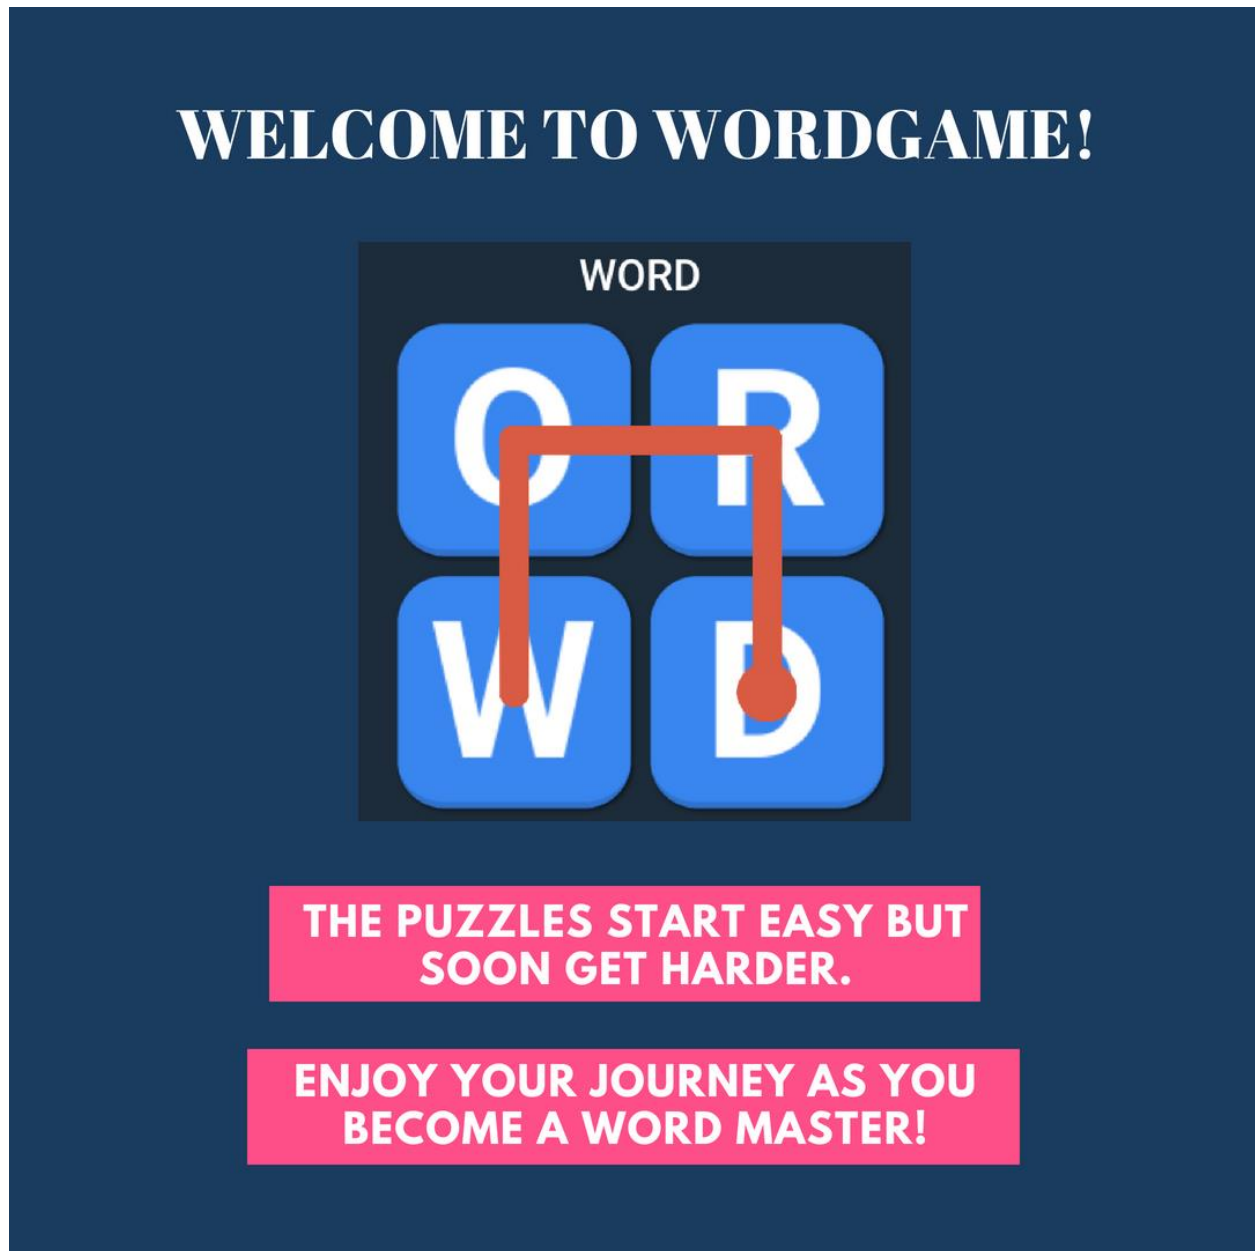 WELCOME TO WORDGAME!
WORD
O R
W D
THE PUZZLES START EASY BUT
SOON GET HARDER.
ENJOY YOUR JOURNEY AS YOU
BECOME A WORD MASTER!